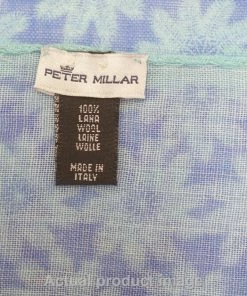 PETER MILLAR
100%
LANA
WOOL
LAINE
WOLLE
MADE IN
ITALY
Actual product image